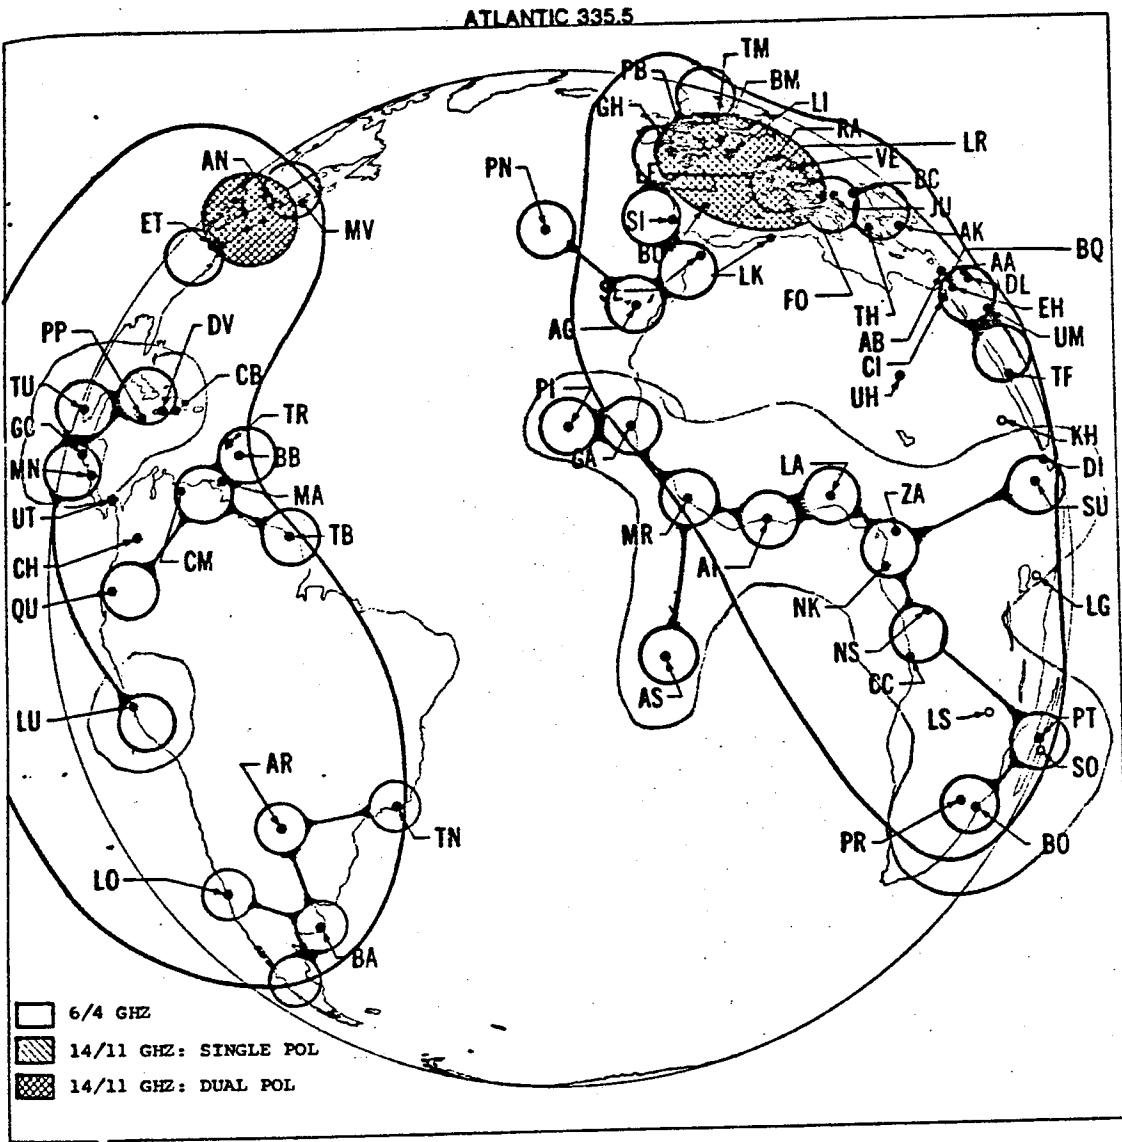 ATLANTIC 335.5
TM
PB
BM
GH
LI
RA
LR
AN
PN
VE
BC
SI
JU
ET
MV
AK
BQ
LK
AA
DL
FO
TH
EH
PP
DV
AG
AB
UM
CI
TU
CB
PI
UH
TF
TR
GC
KH
BB
GA
LA
DI
MN
MA
ZA
SU
UT
MR
TB
CH
CM
QU
NK
LG
NS
AS
CC
LU
LS
PT
AR
SO
TN
PR
BO
LO
BA
6/4 GHZ
14/11 GHZ: SINGLE POL
14/11 GHZ: DUAL POL